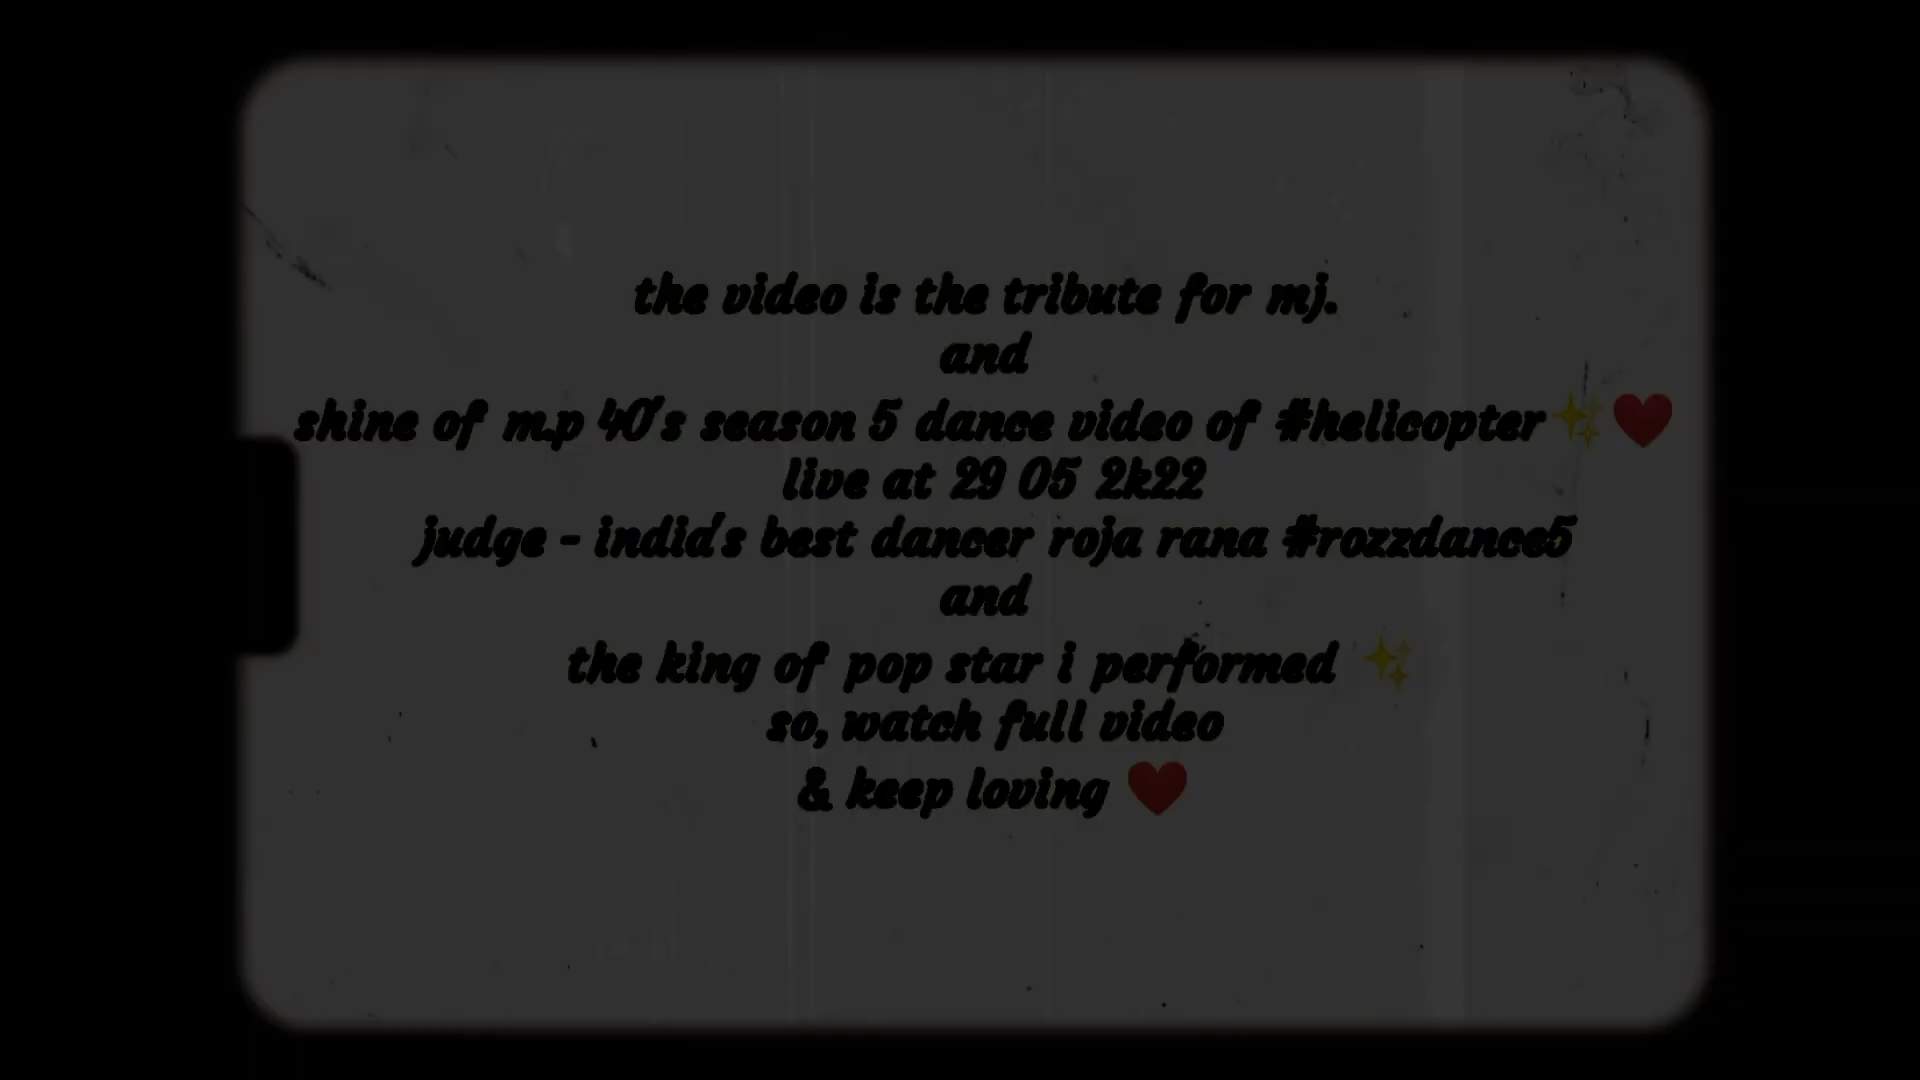 the video is the tribute for mj.
and
shine of m.p 40's season 5 dance video of #helicopter✨❤️
live at 29 05 2k22
judge - india's best dancer roja rana #rozzdance5
and
the king of pop star i performed ✨
so, watch full video
& keep loving ❤️